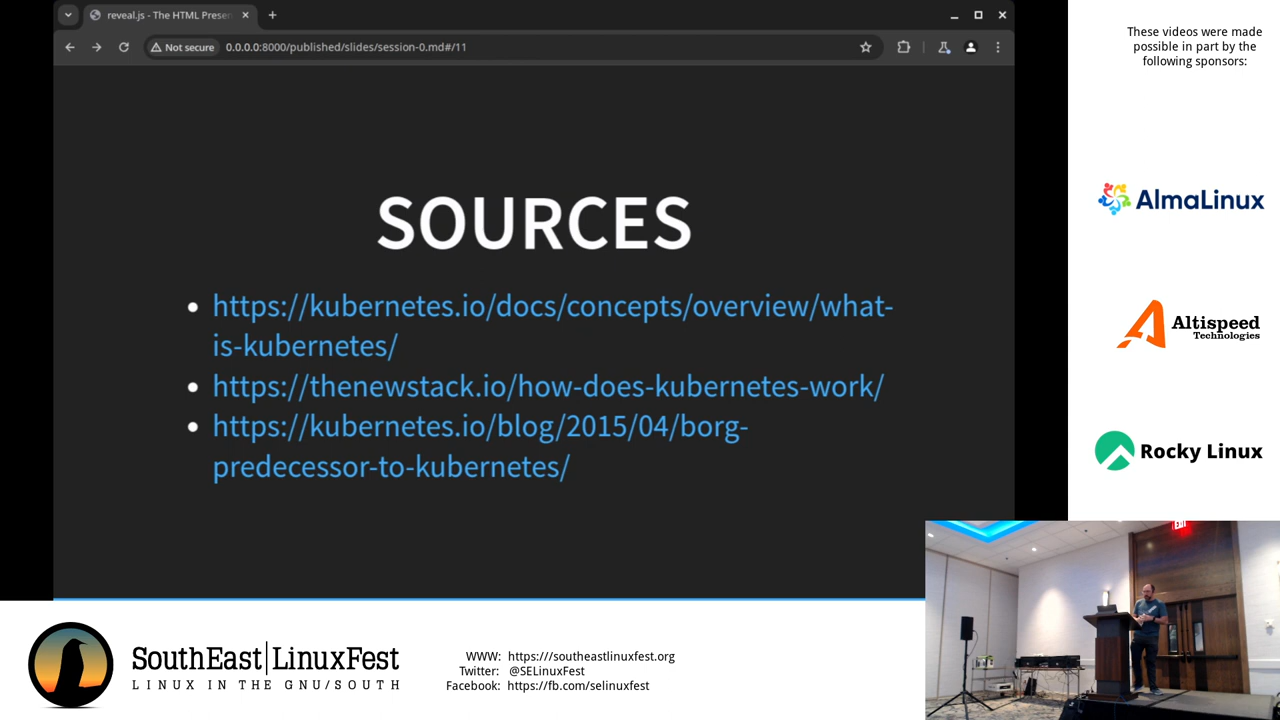 reveal.js - The HTML Presen
Not secure
0.0.0.0:8000/published/slides/session-0.md#/11
These videos were made
possible in part by the
following sponsors:
SOURCES
https://kubernetes.io/docs/concepts/overview/what-
is-kubernetes/
https://thenewstack.io/how-does-kubernetes-work/
https://kubernetes.io/blog/2015/04/borg-
predecessor-to-kubernetes/
AlmaLinux
Altispeed
Technologies
Rocky Linux
EXIT
SouthEast LinuxFest
LINUX IN THE GNU/SOUTH
WWW: https:///southeastlinuxfest.org
Twitter: @SELinuxFest
Facebook: https://fb.com/selinuxfest